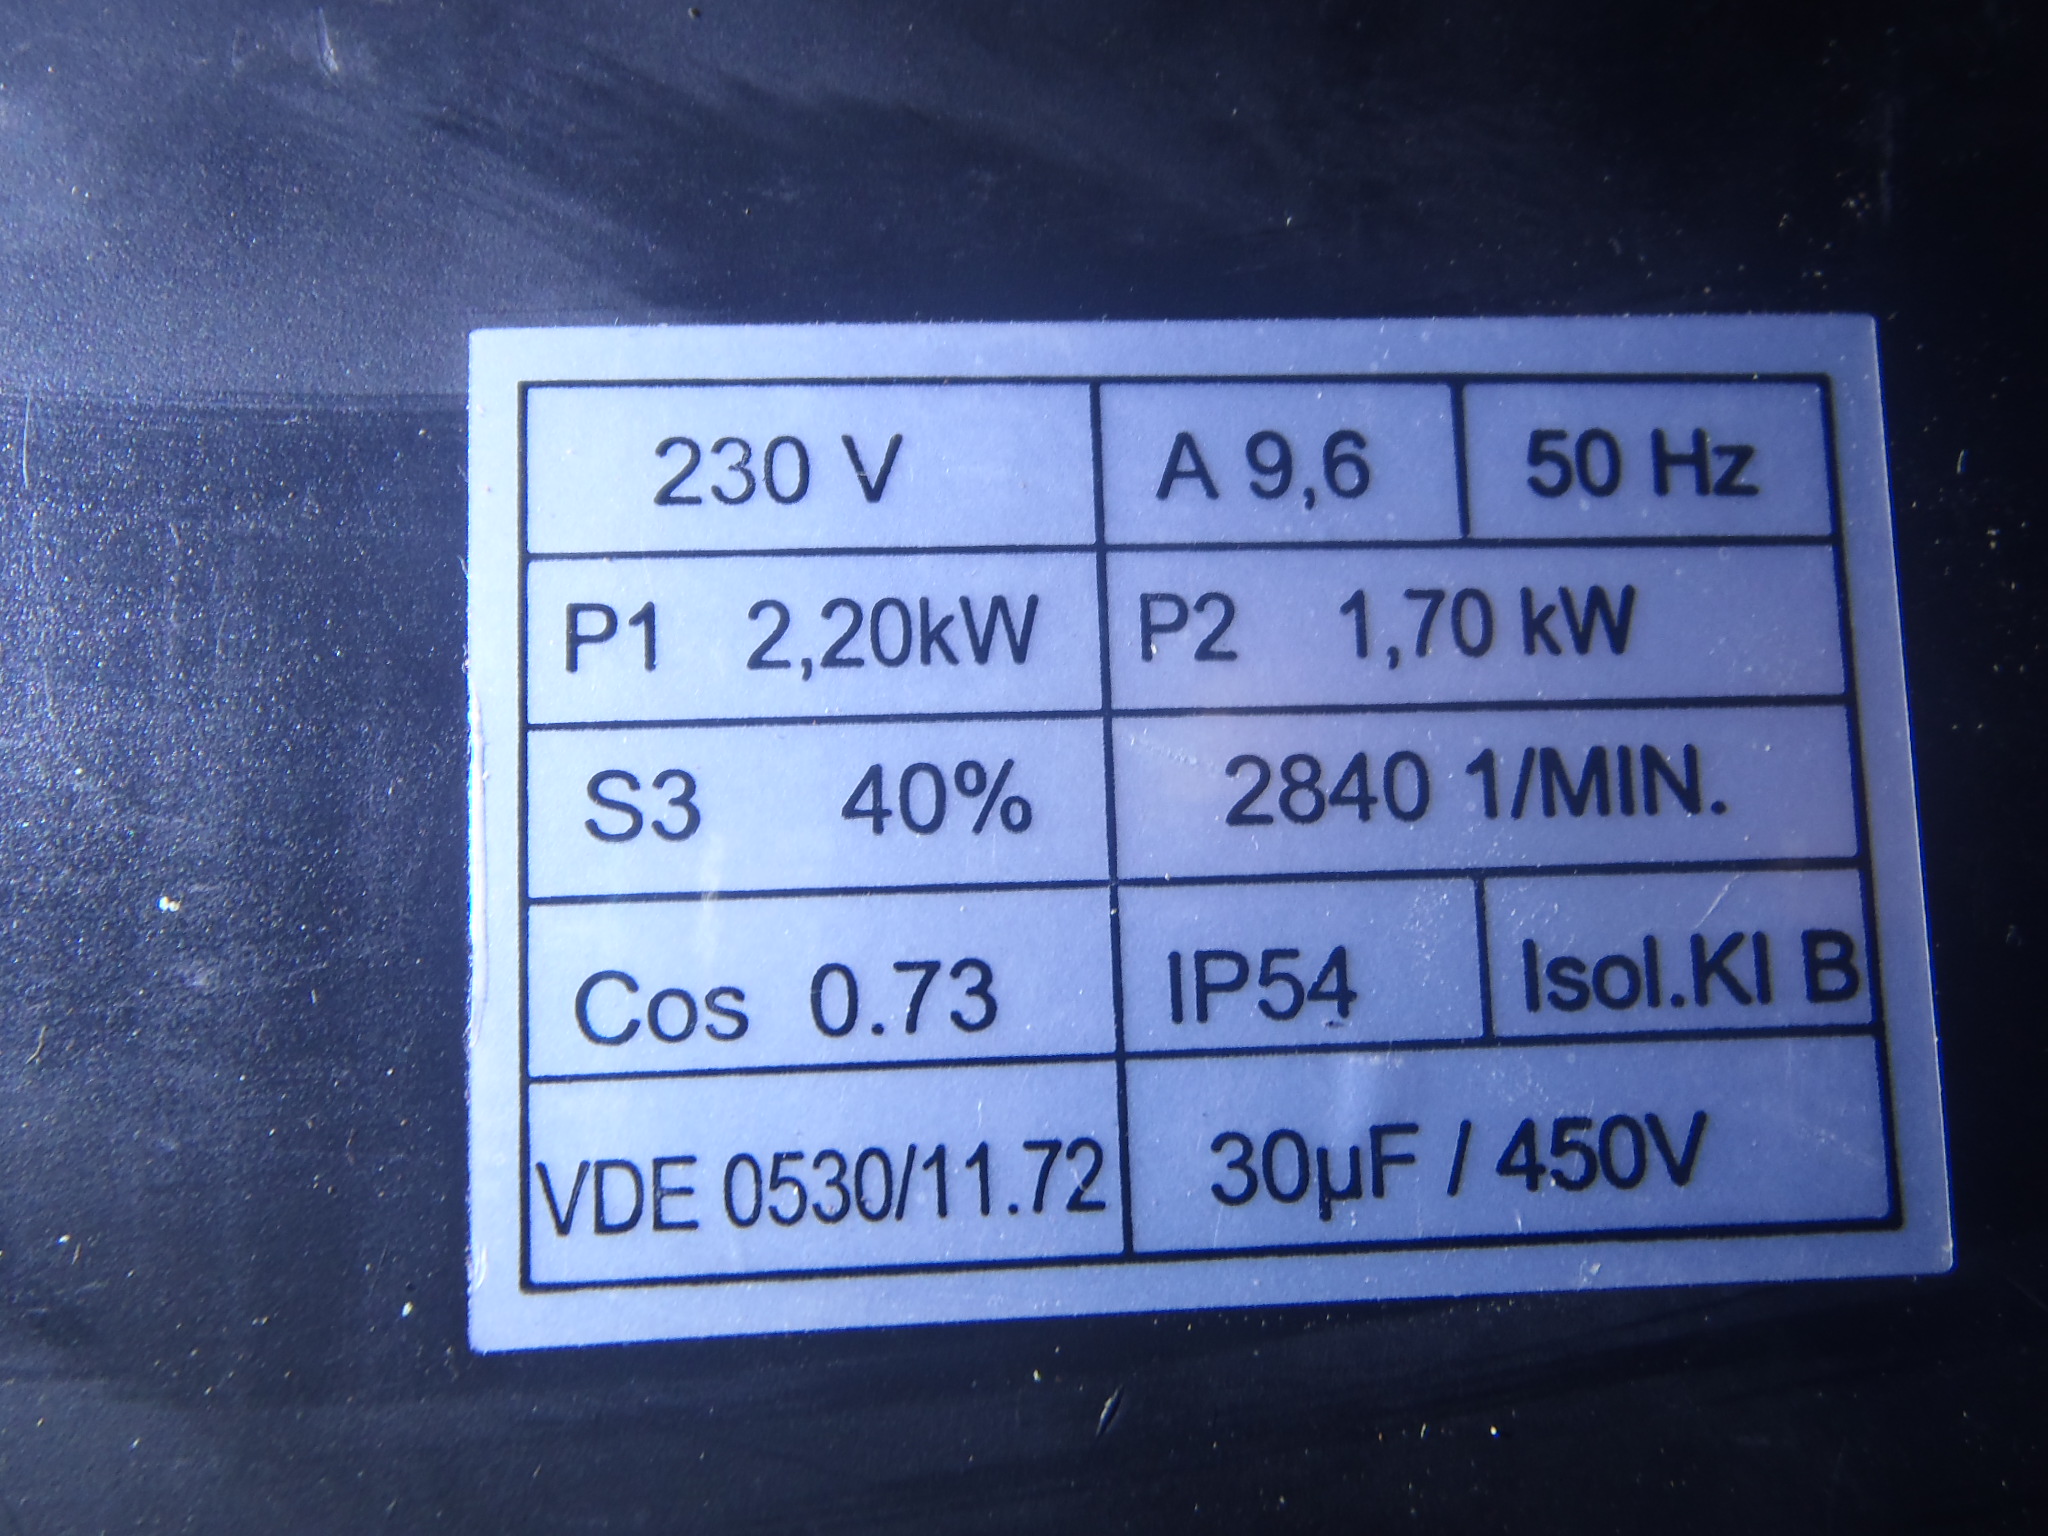 230 V A 9,6 50 Hz
P1 2,20kW P2 1,70 kW
S3 40% 2840 1/MIN.
Cos 0.73 IP54 Isol.Kl B
VDE 0530/11.72 30µF / 450V